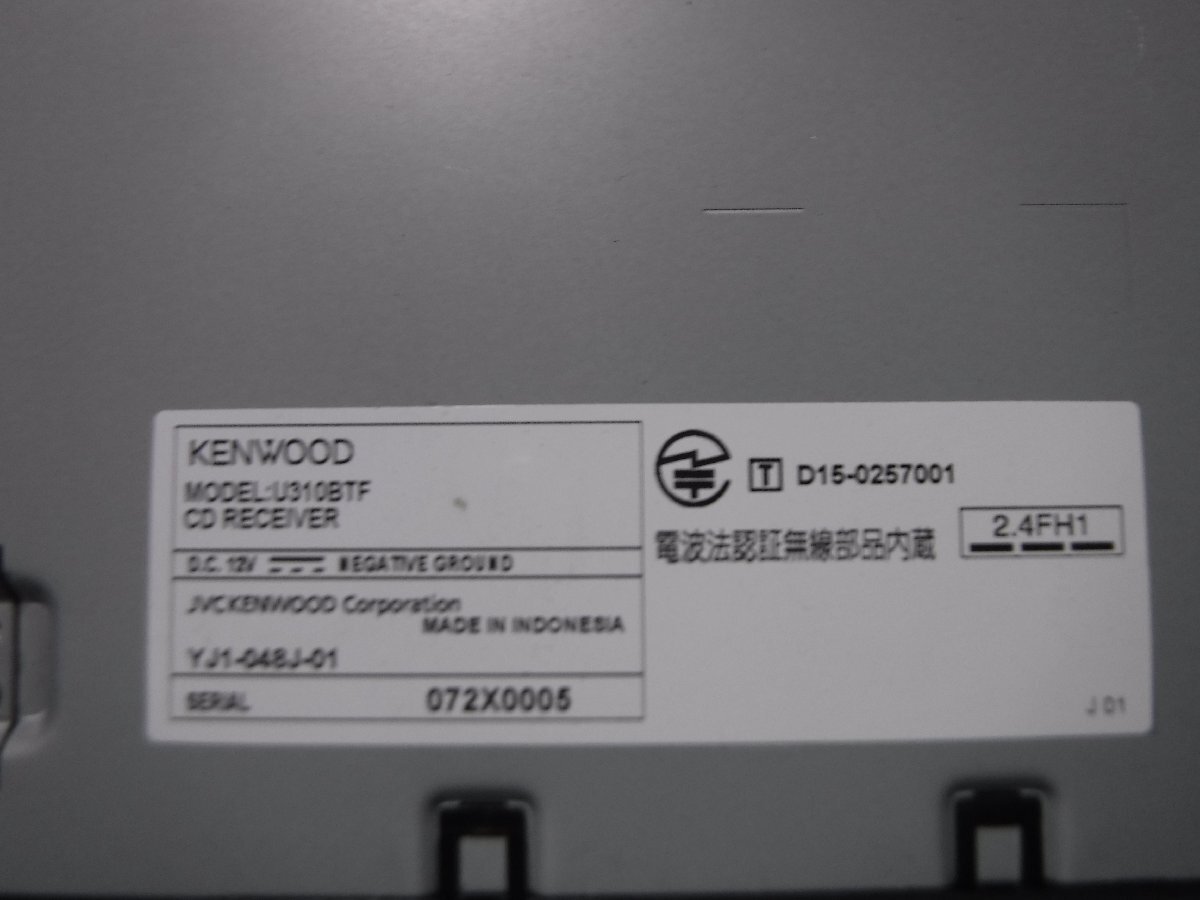 KENWOOD
MODEL:U310BTF
CD RECEIVER
D.C. 12V NEGATIVE GROUND
JVCKENWOOD Corporation
MADE IN INDONESIA
YJ1-048J-01
SERIAL 072X0005
T D15-0257001
電波法認証無線部品内蔵
2.4FH1
J 01